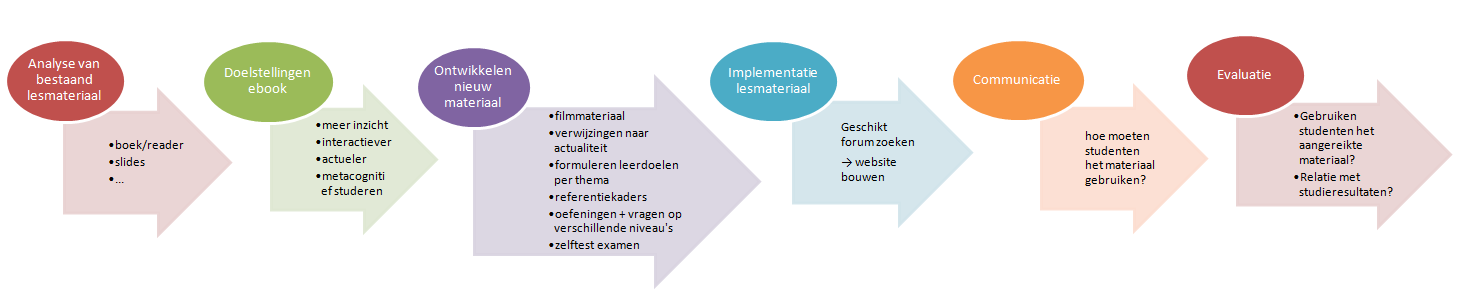 Analyse van
bestaand
lesmateriaal
•boek/reader
•slides
•...
Doelstellingen
ebook
•meer inzicht
•interactiever
•actueler
•metacogniti
ef studeren
Ontwikkelen
nieuw
materiaal
•filmmateriaal
•verwijzingen naar
actualiteit
•formuleren leerdoelen
per thema
•referentiekaders
•oefeningen + vragen op
verschillende niveau's
•zelftest examen
Implementatie
lesmateriaal
Geschikt
forum zoeken
→ website
bouwen
Communicatie
hoe moeten
studenten
het materiaal
gebruiken?
Evaluatie
•Gebruiken
studenten het
aangereikte
materiaal?
•Relatie met
studieresultaten?